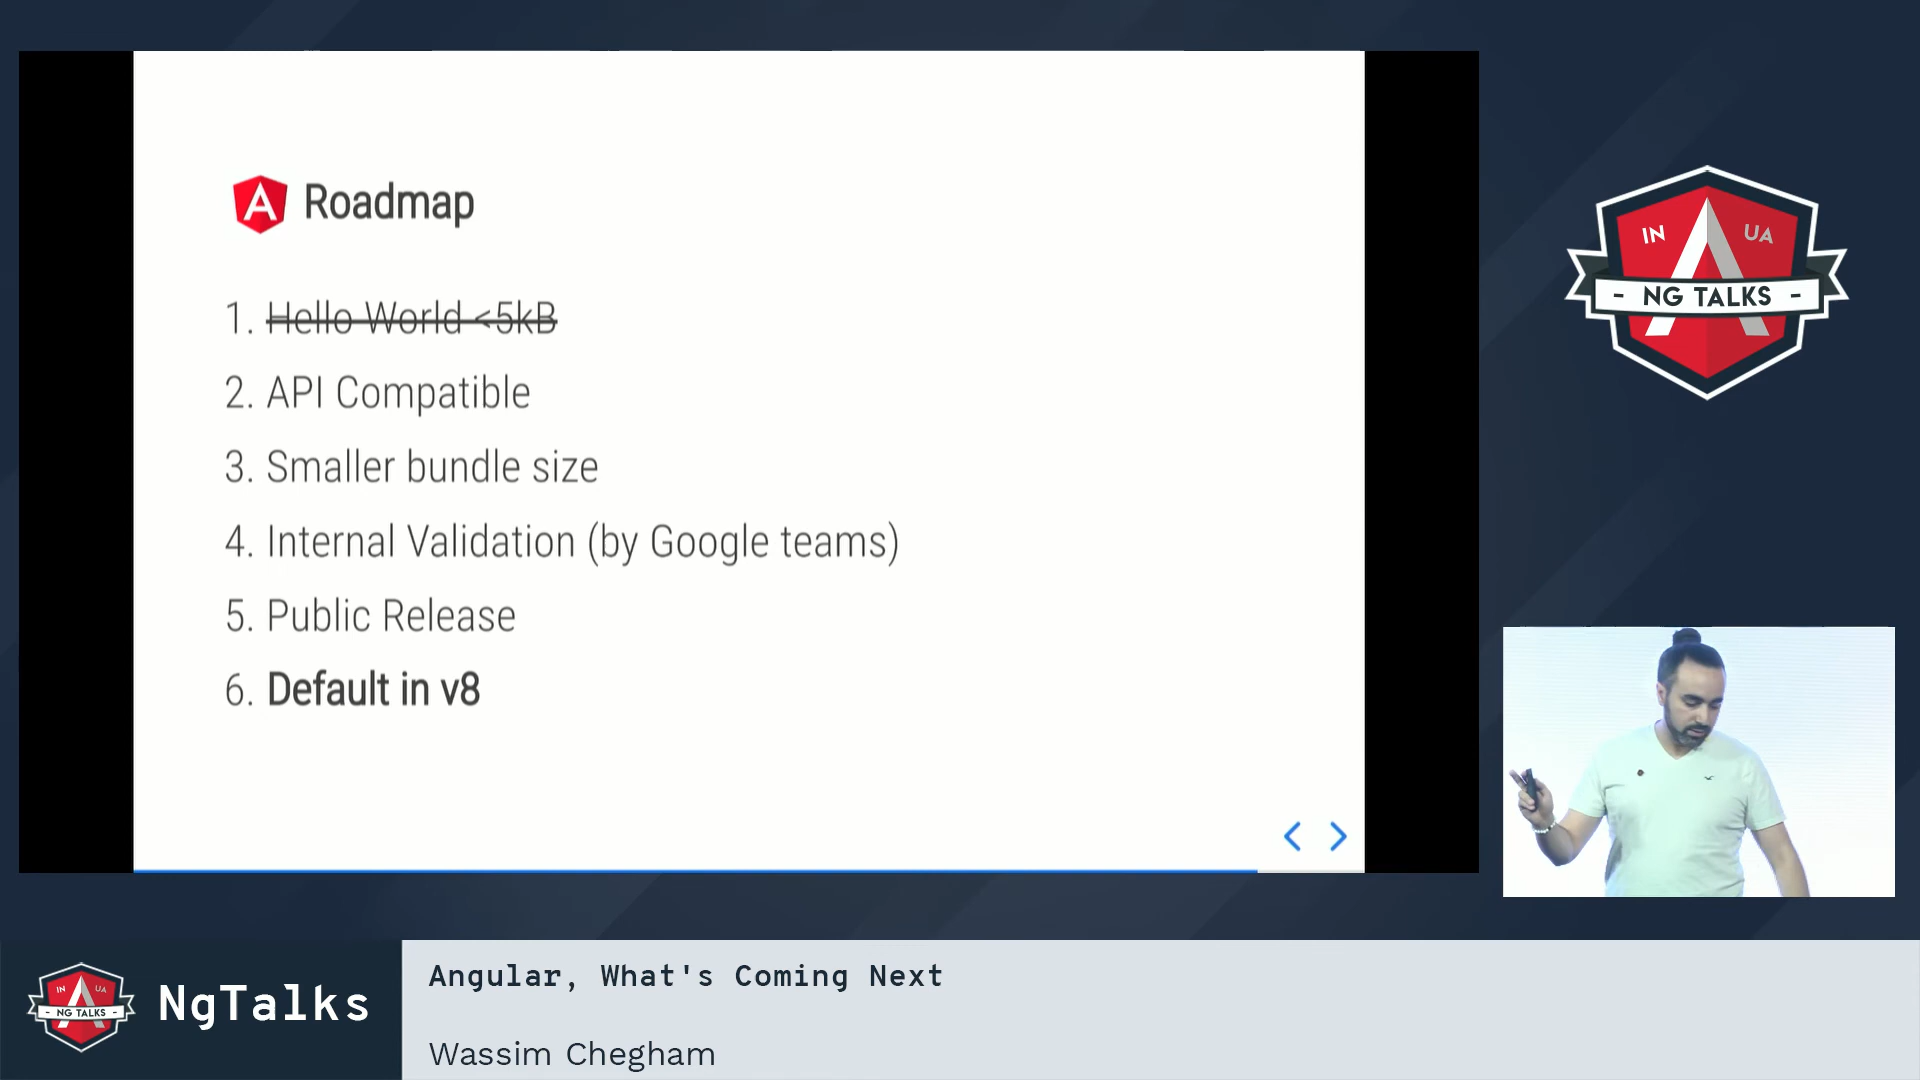 Roadmap
1. Hello World <5kB
2. API Compatible
3. Smaller bundle size
4. Internal Validation (by Google teams)
5. Public Release
6. Default in v8
IN UA
- NG TALKS -
IN UA
- NG TALKS -
NgTalks
Angular, What's Coming Next
Wassim Chegham